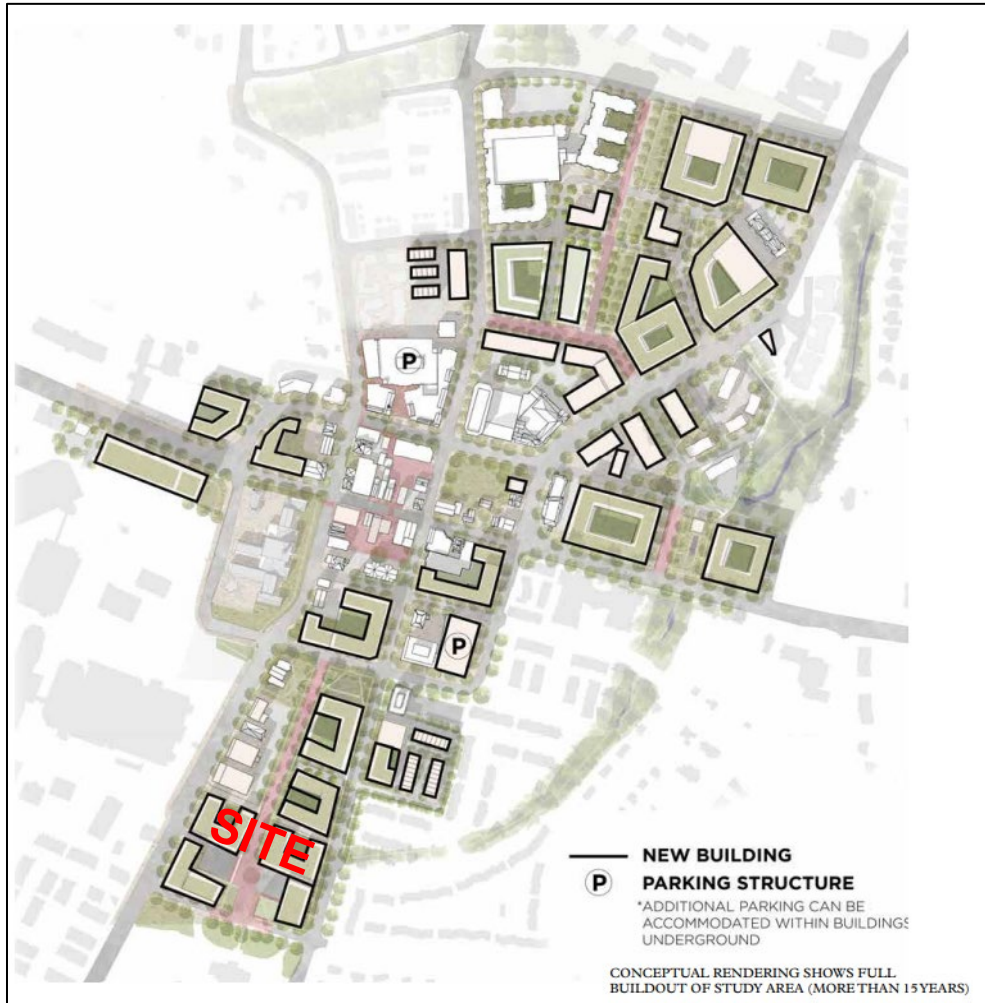 P
P
SITE
NEW BUILDING
P PARKING STRUCTURE
*ADDITIONAL PARKING CAN BE
ACCOMMODATED WITHIN BUILDINGS
UNDERGROUND
CONCEPTUAL RENDERING SHOWS FULL
BUILDOUT OF STUDY AREA (MORE THAN 15 YEARS)